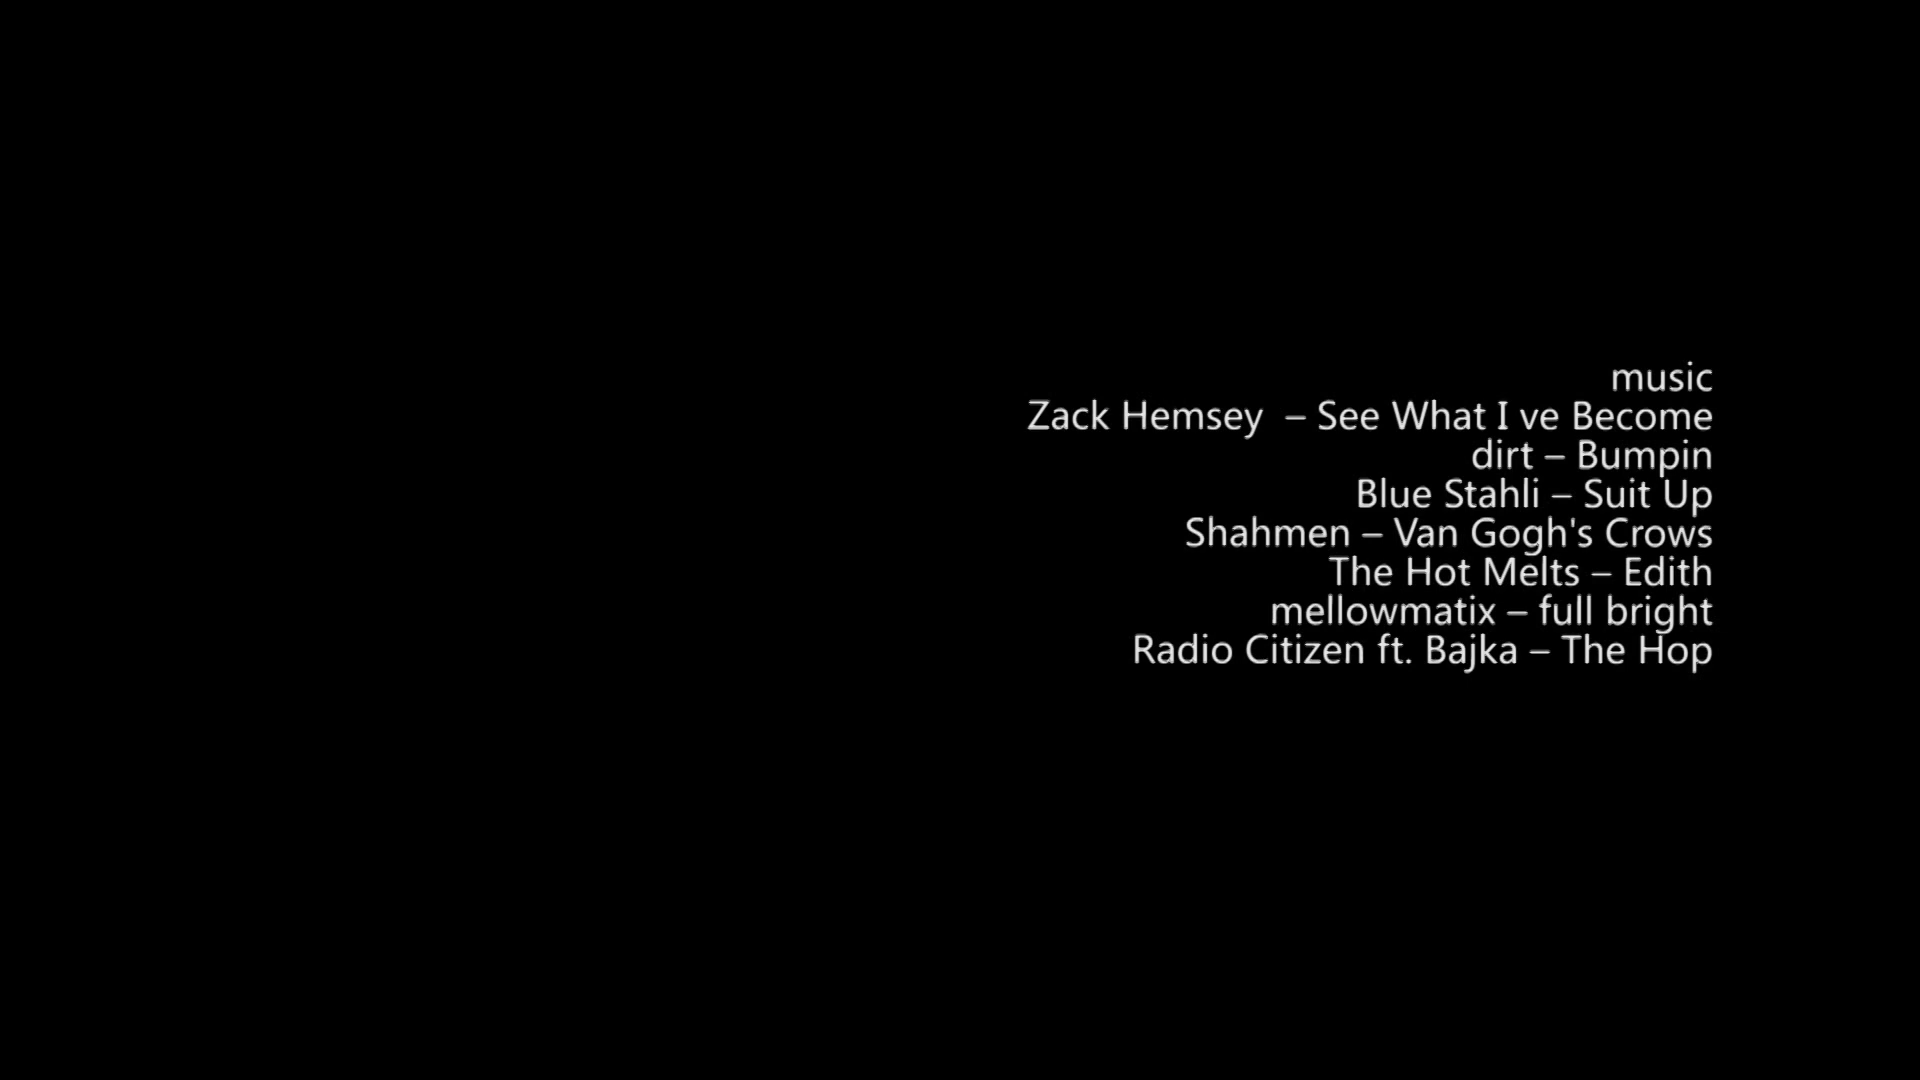 music
Zack Hemsey  – See What I ve Become
dirt – Bumpin
Blue Stahli – Suit Up
Shahmen – Van Gogh's Crows
The Hot Melts – Edith
mellowmatix – full bright
Radio Citizen ft. Bajka – The Hop